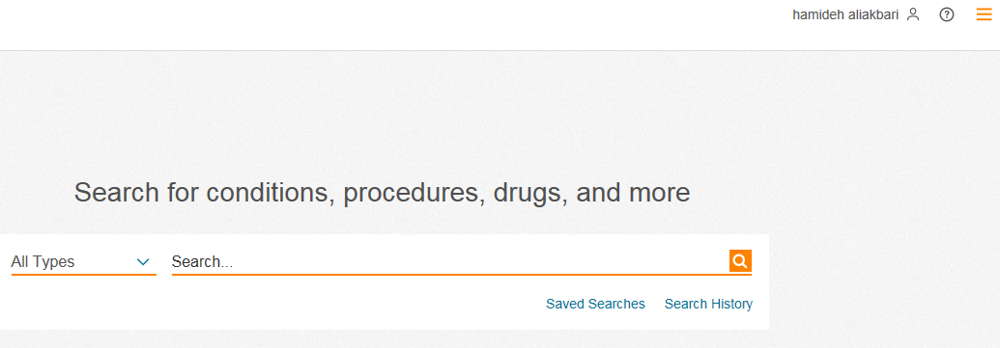 hamideh aliakbari
Search for conditions, procedures, drugs, and more
All Types
Search...
Saved Searches Search History